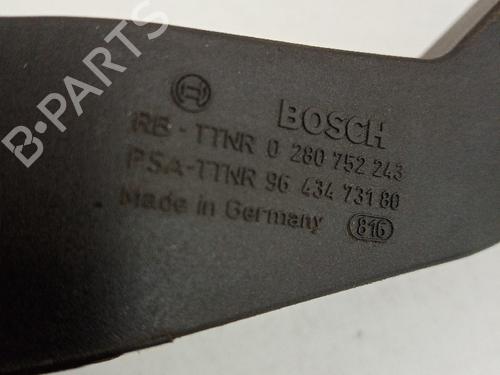 BOSCH
RB - TTNR 0 280 752 243
PSA-TTNR 96 434 731 80
Made in Germany 816
B-PARTS